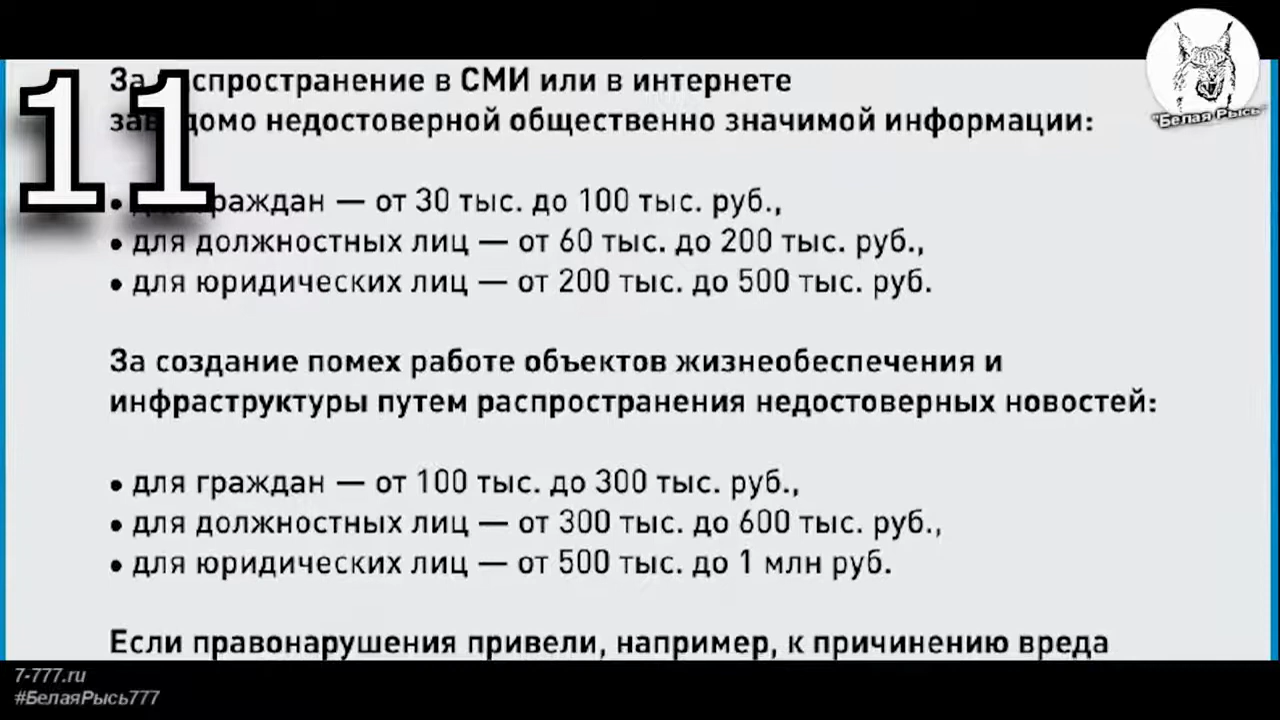 11
"Белая Рысь"
За спространение в СМИ или в интернете
зав домо недостоверной общественно значимой информации:
• для граждан — от 30 тыс. до 100 тыс. руб.,
• для должностных лиц — от 60 тыс. до 200 тыс. руб.,
• для юридических лиц — от 200 тыс. до 500 тыс. руб.
За создание помех работе объектов жизнеобеспечения и
инфраструктуры путем распространения недостоверных новостей:
• для граждан — от 100 тыс. до 300 тыс. руб.,
• для должностных лиц — от 300 тыс. до 600 тыс. руб.,
• для юридических лиц — от 500 тыс. до 1 млн руб.
Если правонарушения привели, например, к причинению вреда
7-777.ru
#БелаяРысь777